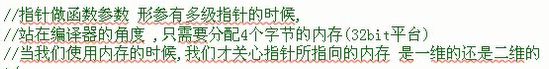 //指针做函数参数 形参有多级指针的时候,
//站在编译器的角度 ,只需要分配4个字节的内存(32bit平台)
//当我们使用内存的时候,我们才关心指针所指向的内存 是一维的还是二维的